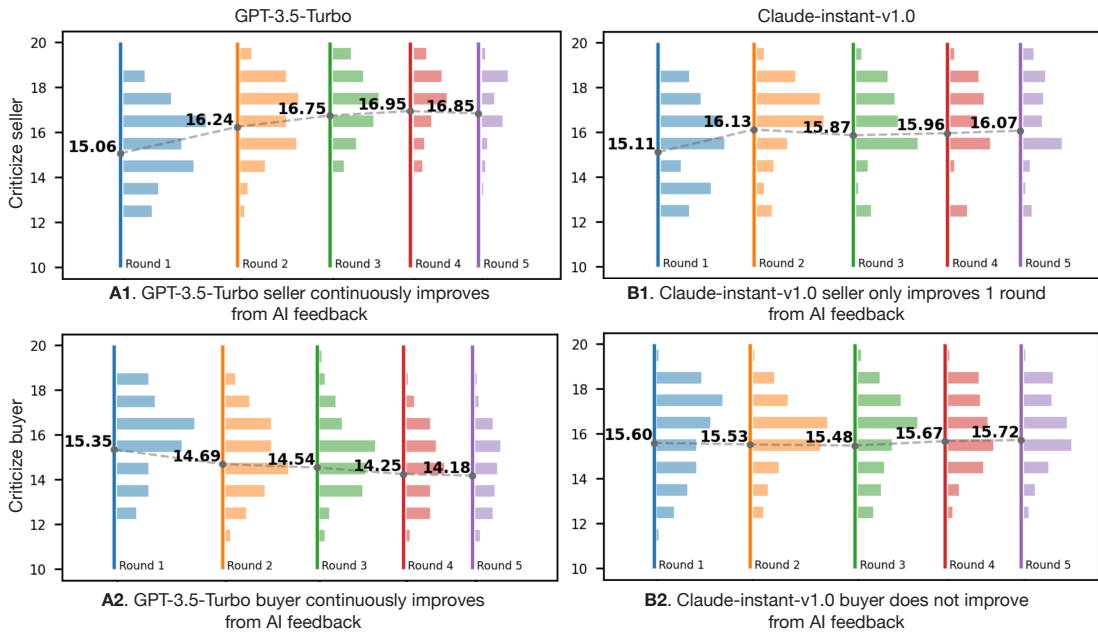 GPT-3.5-Turbo
Claude-instant-v1.0
Criticize seller
20
18
16
14
12
10
15.06
16.24
16.75
16.95
16.85
Round 1
Round 2
Round 3
Round 4
Round 5
20
18
16
14
12
10
15.11
16.13
15.87
15.96
16.07
Round 1
Round 2
Round 3
Round 4
Round 5
A1. GPT-3.5-Turbo seller continuously improves
from AI feedback
B1. Claude-instant-v1.0 seller only improves 1 round
from AI feedback
Criticize buyer
20
18
16
14
12
10
15.35
14.69
14.54
14.25
14.18
Round 1
Round 2
Round 3
Round 4
Round 5
20
18
16
14
12
10
15.60
15.53
15.48
15.67
15.72
Round 1
Round 2
Round 3
Round 4
Round 5
A2. GPT-3.5-Turbo buyer continuously improves
from AI feedback
B2. Claude-instant-v1.0 buyer does not improve
from AI feedback